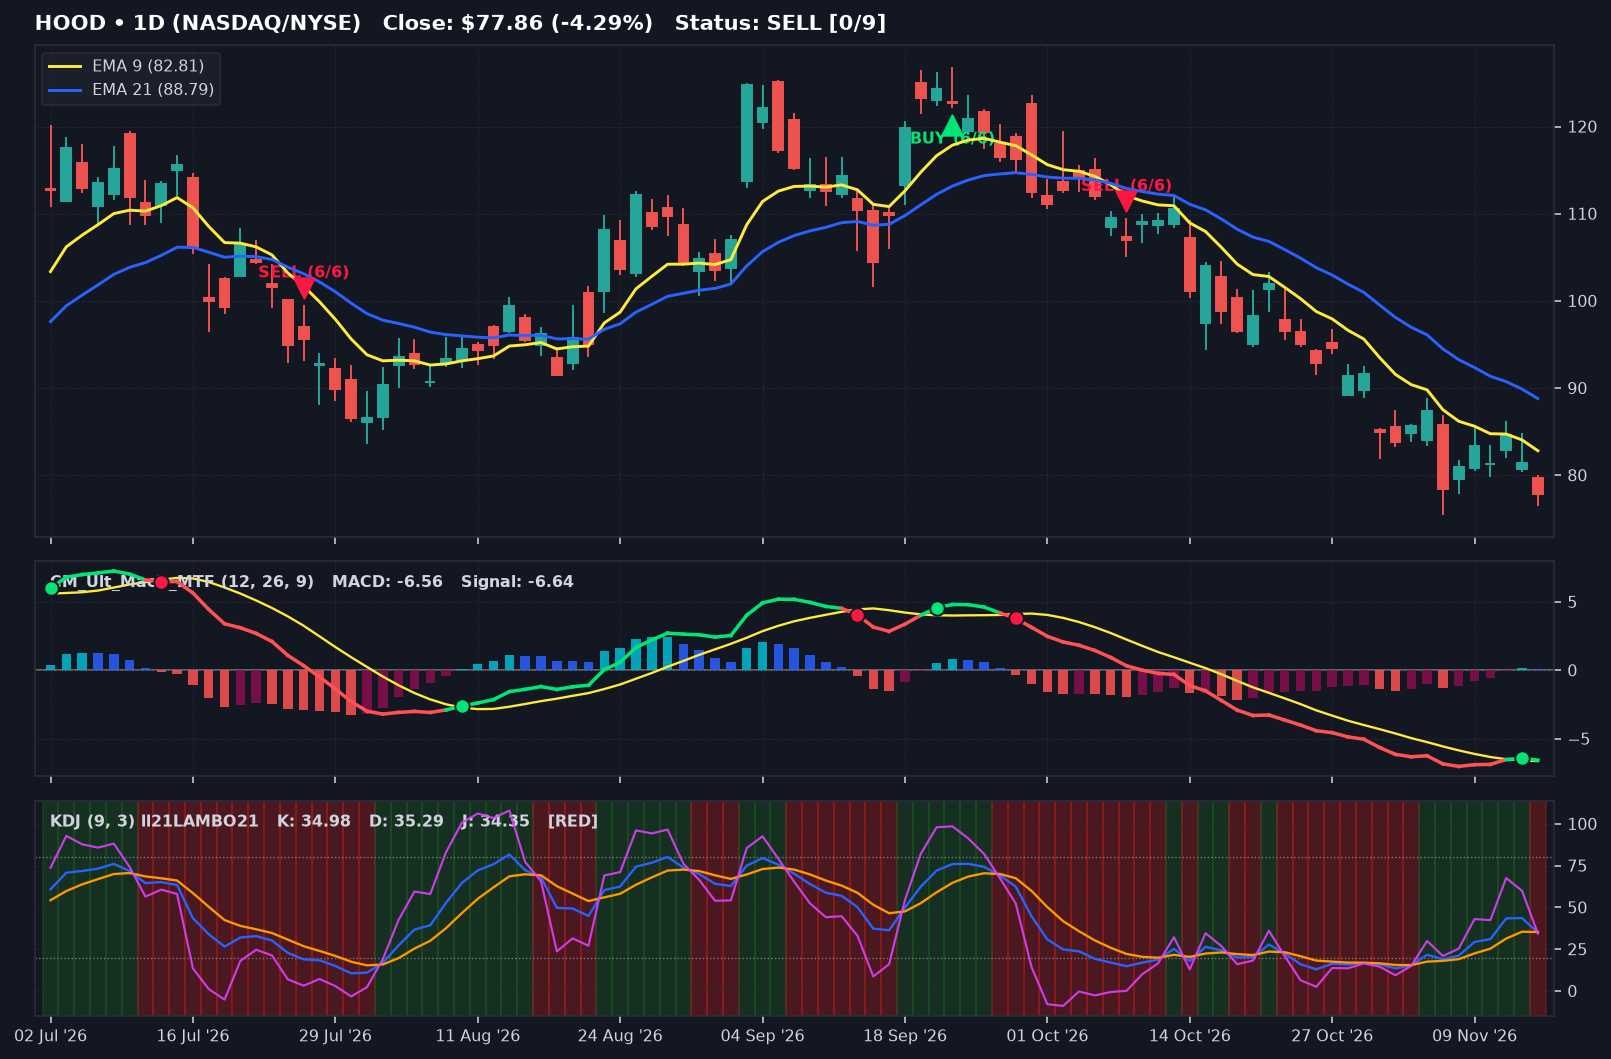 HOOD • 1D (NASDAQ/NYSE)   Close: $77.86 (-4.29%)   Status: SELL [0/9]
EMA 9 (82.81)
EMA 21 (88.79)
120
110
100
90
80
BUY (6/6)
SELL (6/6)
SELL (6/6)
CM_Ult_MacD_MTF (12, 26, 9)   MACD: -6.56   Signal: -6.64
5
0
−5
KDJ (9, 3) II21LAMBO21   K: 34.98   D: 35.29   J: 34.35   [RED]
100
75
50
25
0
02 Jul '26
16 Jul '26
29 Jul '26
11 Aug '26
24 Aug '26
04 Sep '26
18 Sep '26
01 Oct '26
14 Oct '26
27 Oct '26
09 Nov '26